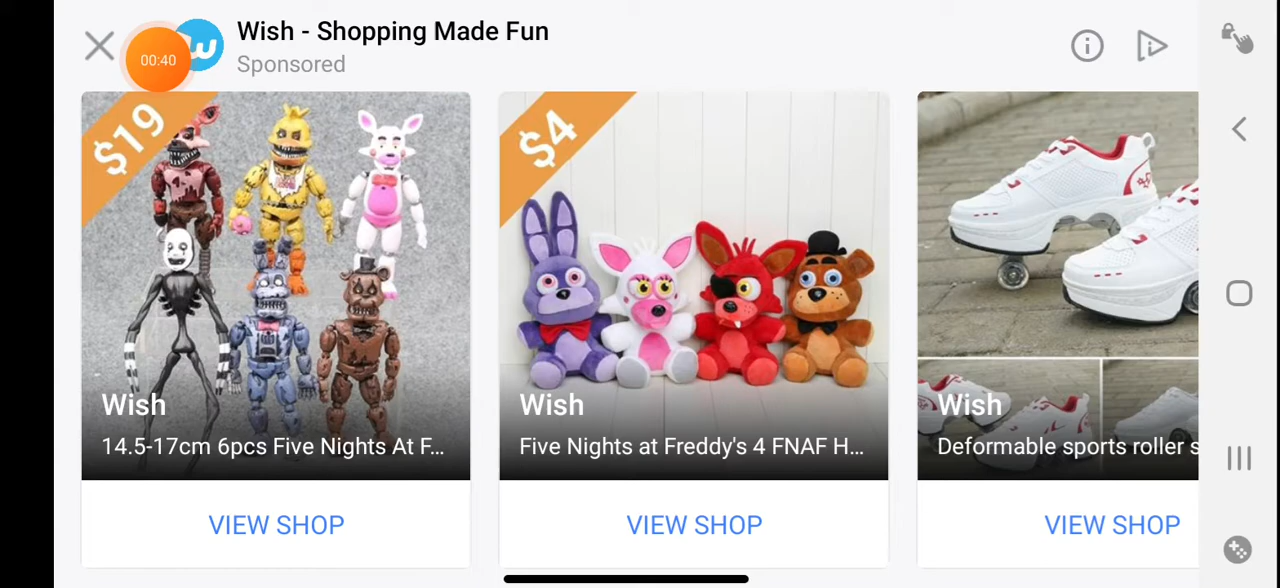 Wish - Shopping Made Fun
Sponsored
00:40
$19
Wish
14.5-17cm 6pcs Five Nights At F...
VIEW SHOP
$4
Wish
Five Nights at Freddy's 4 FNAF H...
VIEW SHOP
Wish
Deformable sports roller s
VIEW SHOP